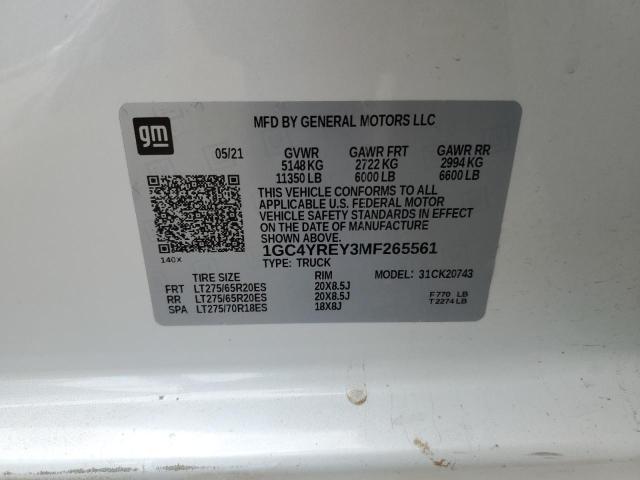 gm
MFD BY GENERAL MOTORS LLC
05/21 GVWR GAWR FRT GAWR RR
5148 KG 2722 KG 2994 KG
11350 LB 6000 LB 6600 LB
THIS VEHICLE CONFORMS TO ALL
APPLICABLE U.S. FEDERAL MOTOR
VEHICLE SAFETY STANDARDS IN EFFECT
ON THE DATE OF MANUFACTURE
SHOWN ABOVE.
1GC4YREY3MF265561
140X
TYPE: TRUCK
TIRE SIZE RIM MODEL: 31CK20743
FRT LT275/65R20ES 20X8.5J F 770 LB
RR LT275/65R20ES 20X8.5J T 2274 LB
SPA LT275/70R18ES 18X8J